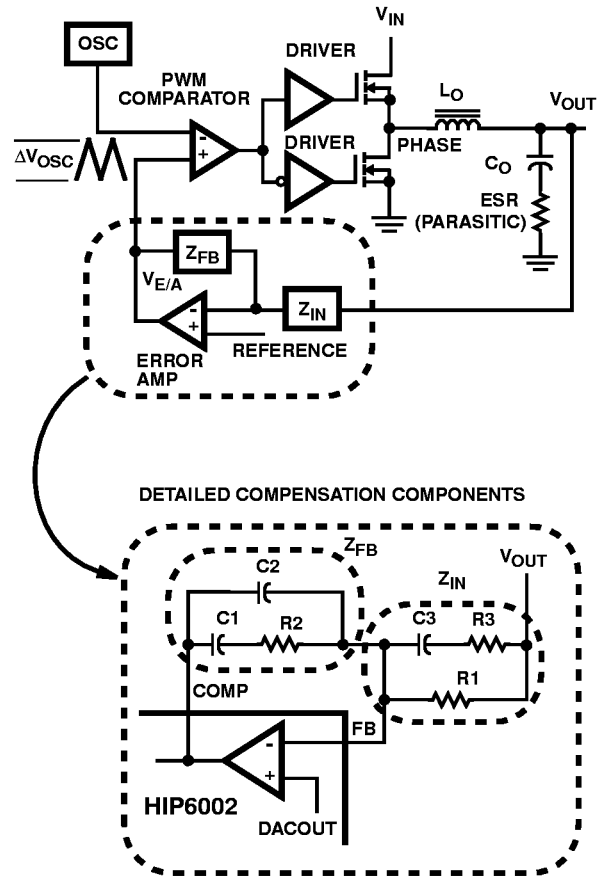 V_IN
OSC
DRIVER
PWM
COMPARATOR
L_O
V_OUT
-
+
DRIVER
ΔV_OSC
PHASE
C_O
ESR
(PARASITIC)
Z_FB
V_E/A
Z_IN
-
+
REFERENCE
ERROR
AMP
DETAILED COMPENSATION COMPONENTS
Z_FB
V_OUT
C2
Z_IN
C1
R2
C3
R3
R1
COMP
FB
-
+
HIP6002
DACOUT